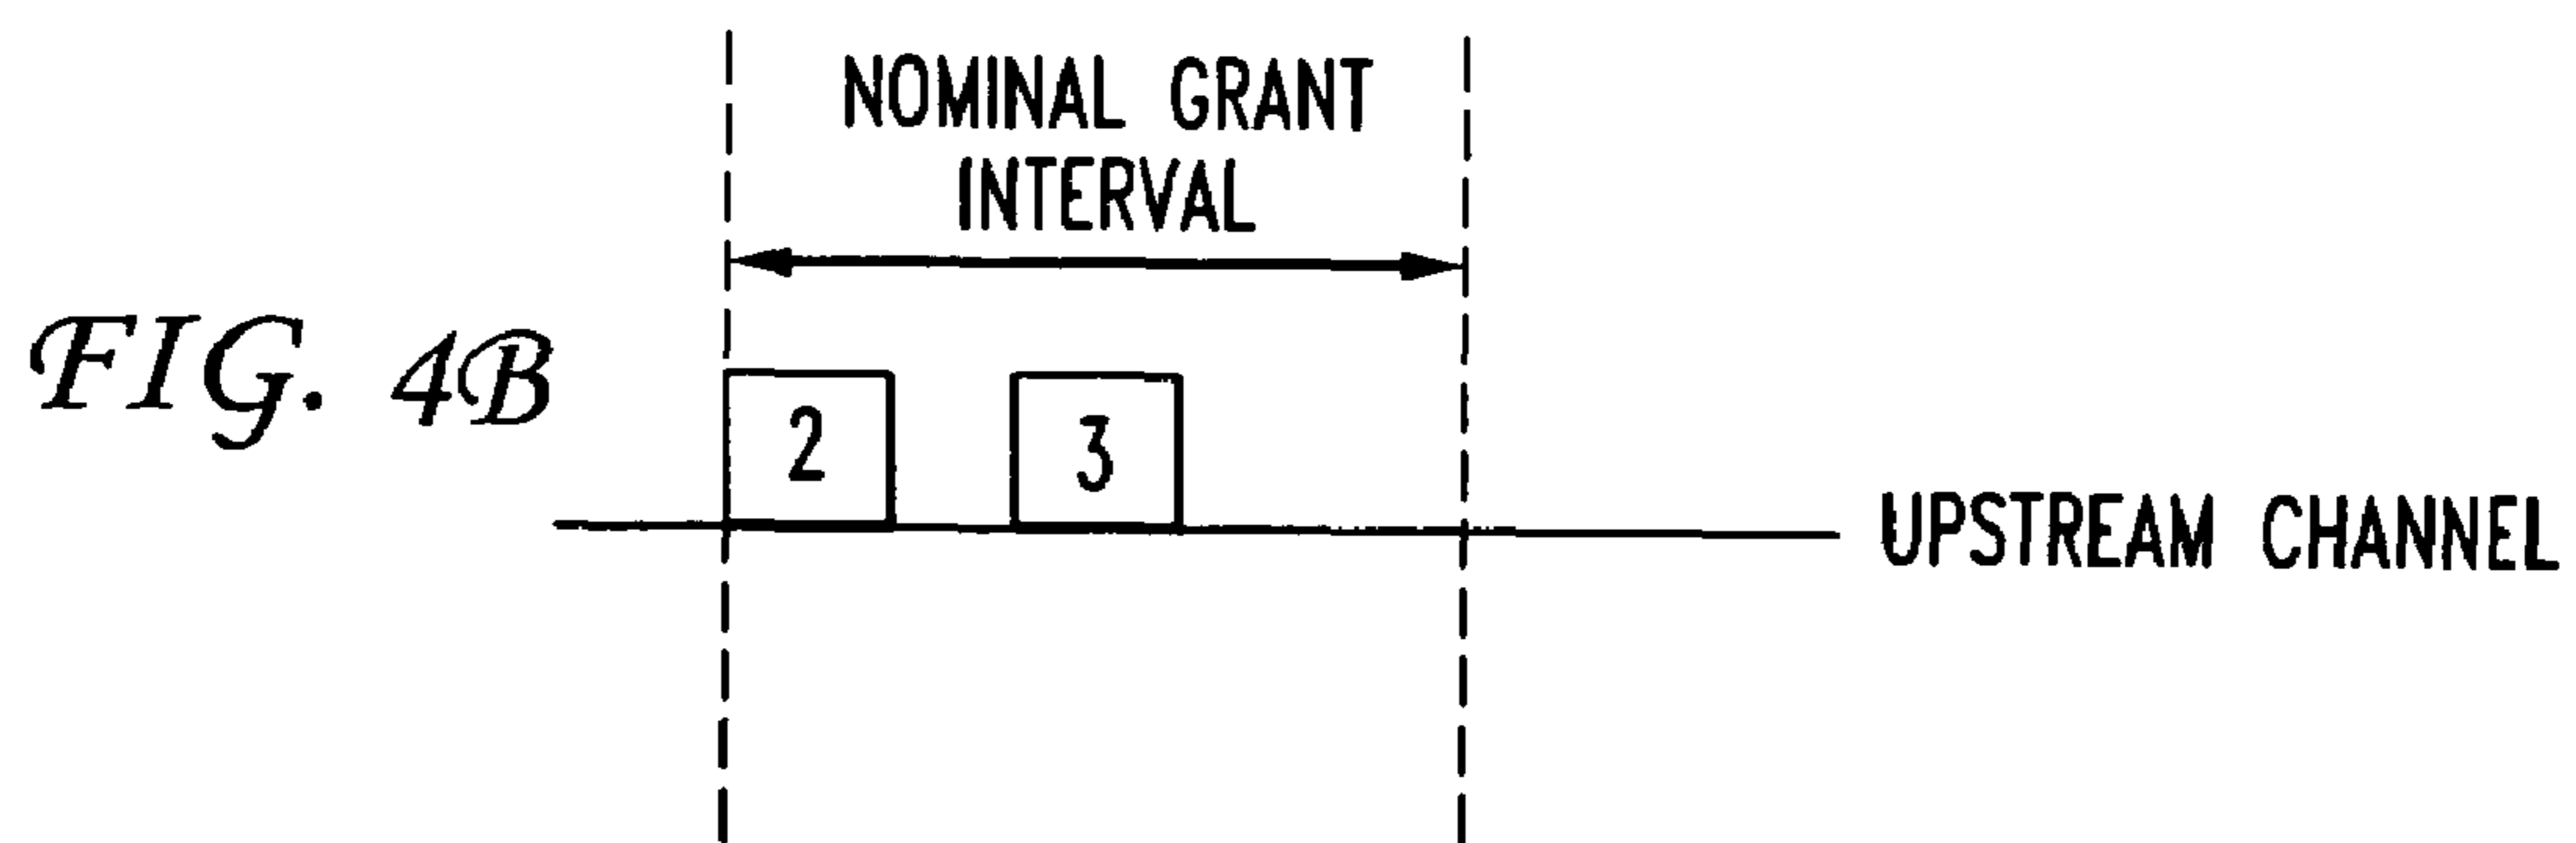 NOMINAL GRANT
INTERVAL
FIG. 4B
2
3
UPSTREAM CHANNEL